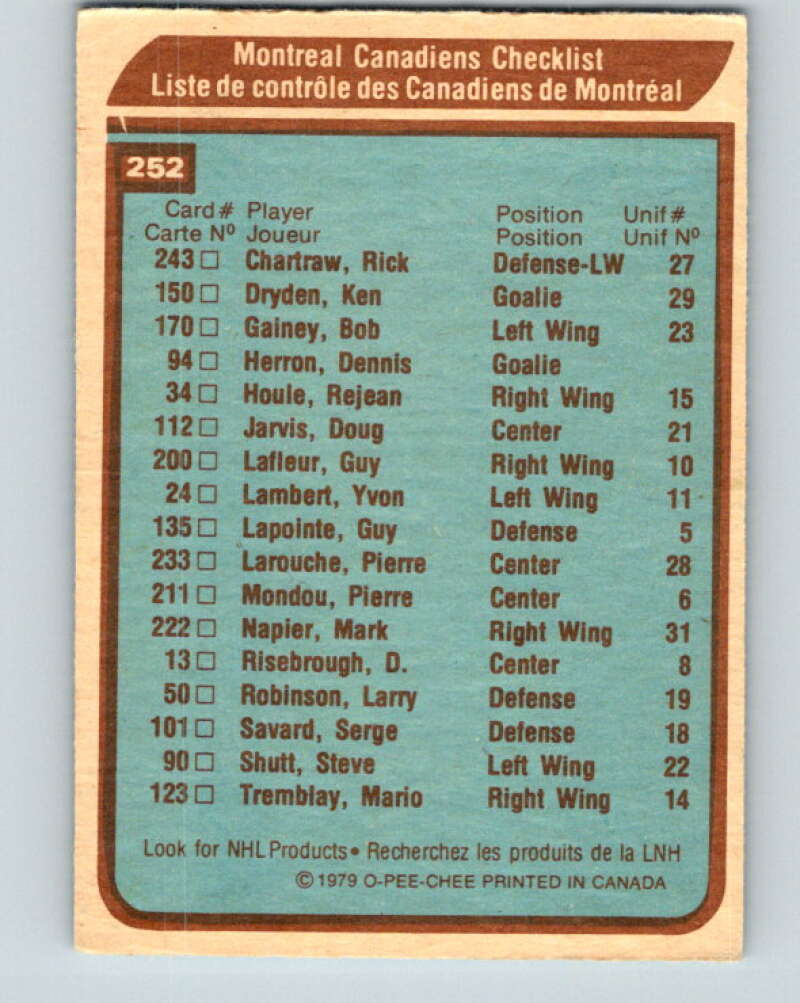 Montreal Canadiens Checklist
Liste de contrôle des Canadiens de Montréal
252
Card # Player Position Unif #
Carte Nº Joueur Position Unif Nº
243 □ Chartraw, Rick Defense-LW 27
150 □ Dryden, Ken Goalie 29
170 □ Gainey, Bob Left Wing 23
94 □ Herron, Dennis Goalie
34 □ Houle, Rejean Right Wing 15
112 □ Jarvis, Doug Center 21
200 □ Lafleur, Guy Right Wing 10
24 □ Lambert, Yvon Left Wing 11
135 □ Lapointe, Guy Defense 5
233 □ Larouche, Pierre Center 28
211 □ Mondou, Pierre Center 6
222 □ Napier, Mark Right Wing 31
13 □ Risebrough, D. Center 8
50 □ Robinson, Larry Defense 19
101 □ Savard, Serge Defense 18
90 □ Shutt, Steve Left Wing 22
123 □ Tremblay, Mario Right Wing 14
Look for NHL Products • Recherchez les produits de la LNH
© 1979 O-PEE-CHEE PRINTED IN CANADA